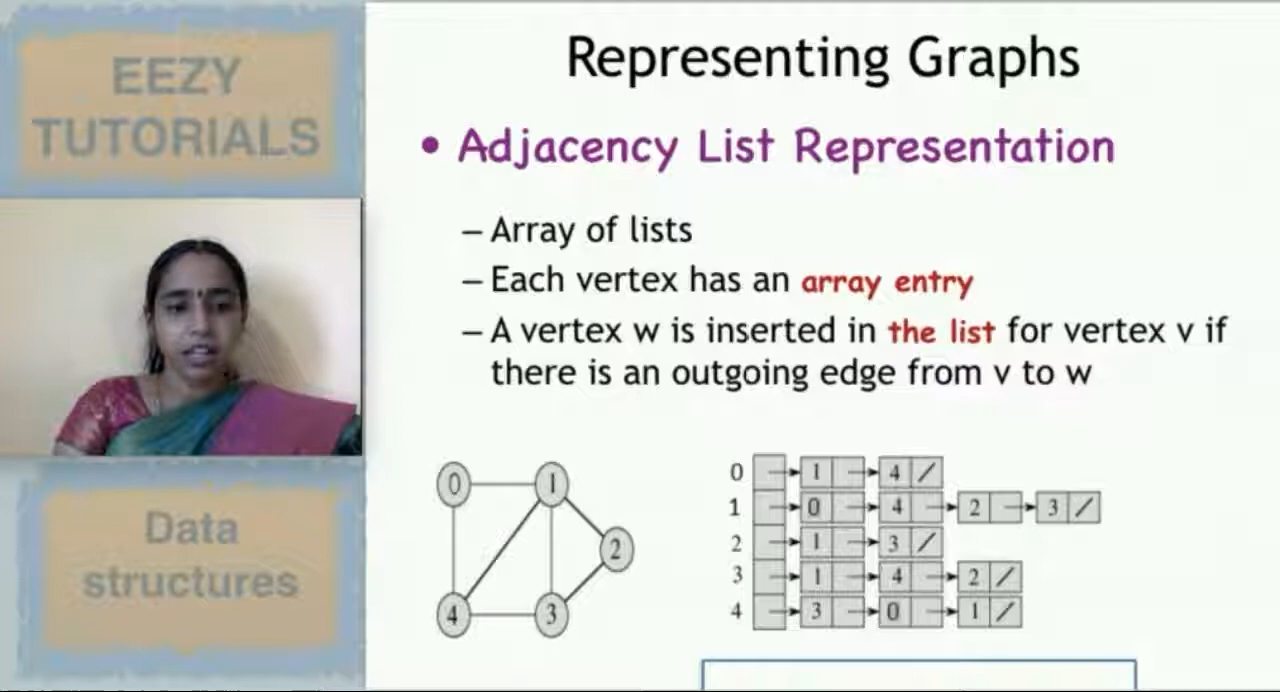 EEZY
TUTORIALS
Data
structures
Representing Graphs
• Adjacency List Representation
– Array of lists
– Each vertex has an array entry
– A vertex w is inserted in the list for vertex v if
there is an outgoing edge from v to w
0 1
2
4 3
0 1 4 /
1 0 4 2 3 /
2 1 3 /
3 1 4 2 /
4 3 0 1 /